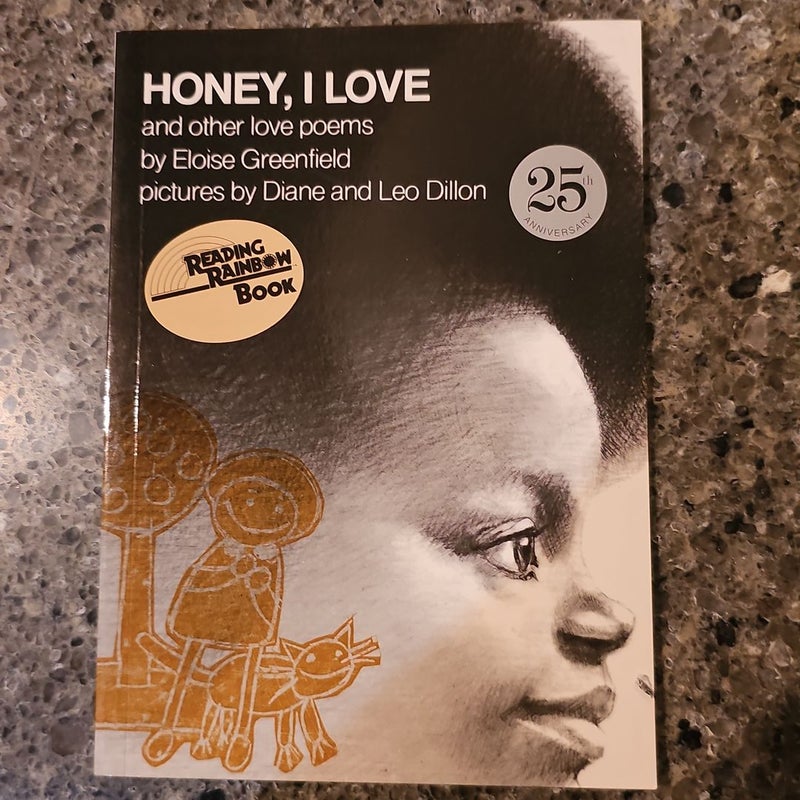 HONEY, I LOVE
and other love poems
by Eloise Greenfield
pictures by Diane and Leo Dillon
25th
ANNIVERSARY
READING
RAINBOW
BOOK